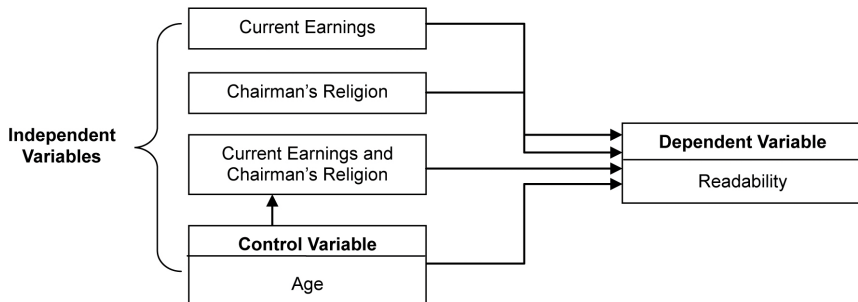 Current Earnings
Chairman’s Religion
Independent
Variables
Current Earnings and
Chairman’s Religion
Control Variable
Age
Dependent Variable
Readability